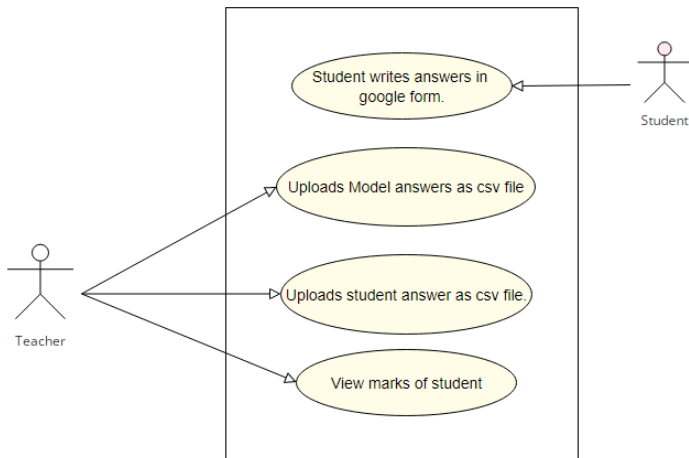 Student writes answers in
google form.
Student
Uploads Model answers as csv file
Uploads student answer as csv file.
Teacher
View marks of student